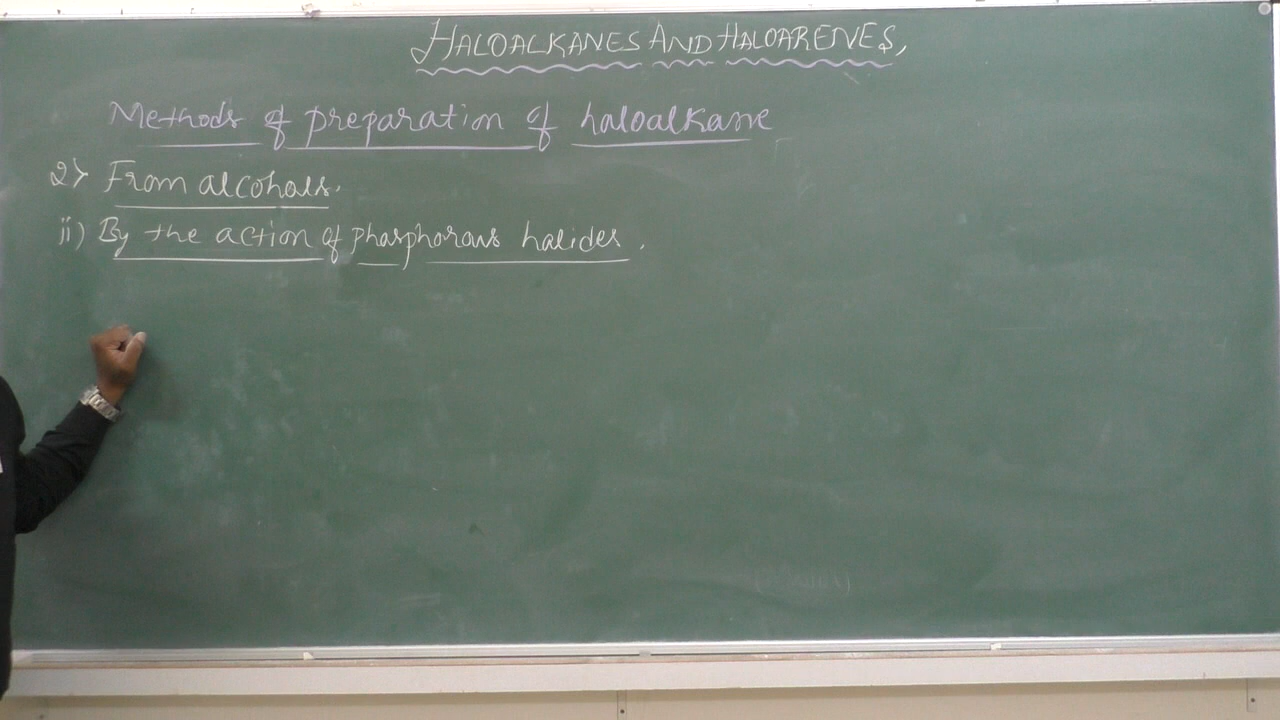 HALOALKANES AND HALOARENES,
Methods of preparation of haloalkane
2) From alcohols.
ii) By the action of phosphorous halides.